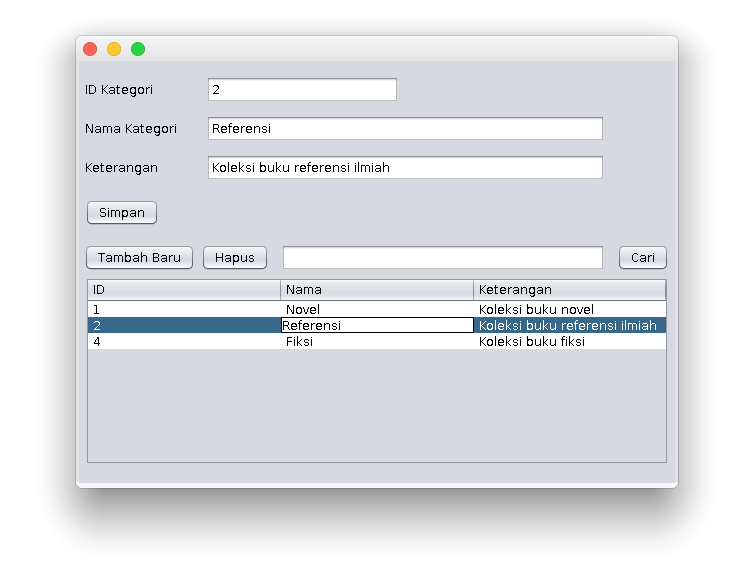 ID Kategori 2
Nama Kategori Referensi
Keterangan Koleksi buku referensi ilmiah
Simpan
Tambah Baru Hapus Cari
ID Nama Keterangan
1 Novel Koleksi buku novel
2 Referensi Koleksi buku referensi ilmiah
4 Fiksi Koleksi buku fiksi